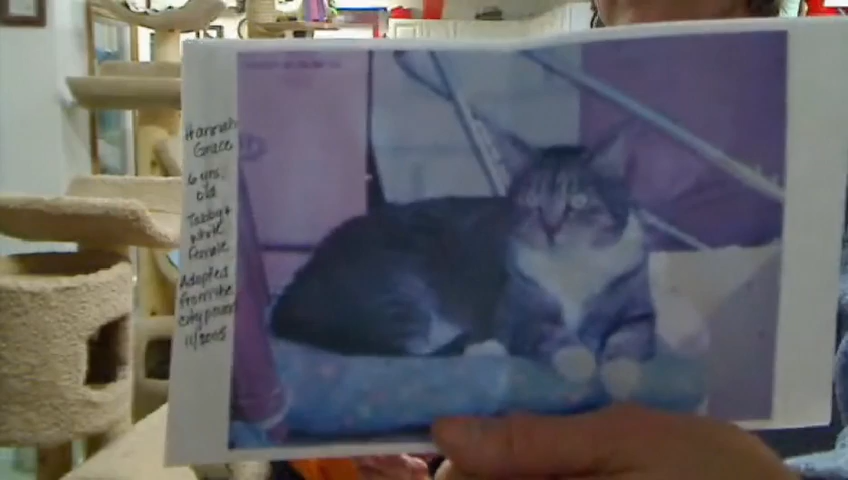 Hannah
Grace
6 yrs.
old
Tabby +
white
female
Adopted
from the
city pound
11/2005